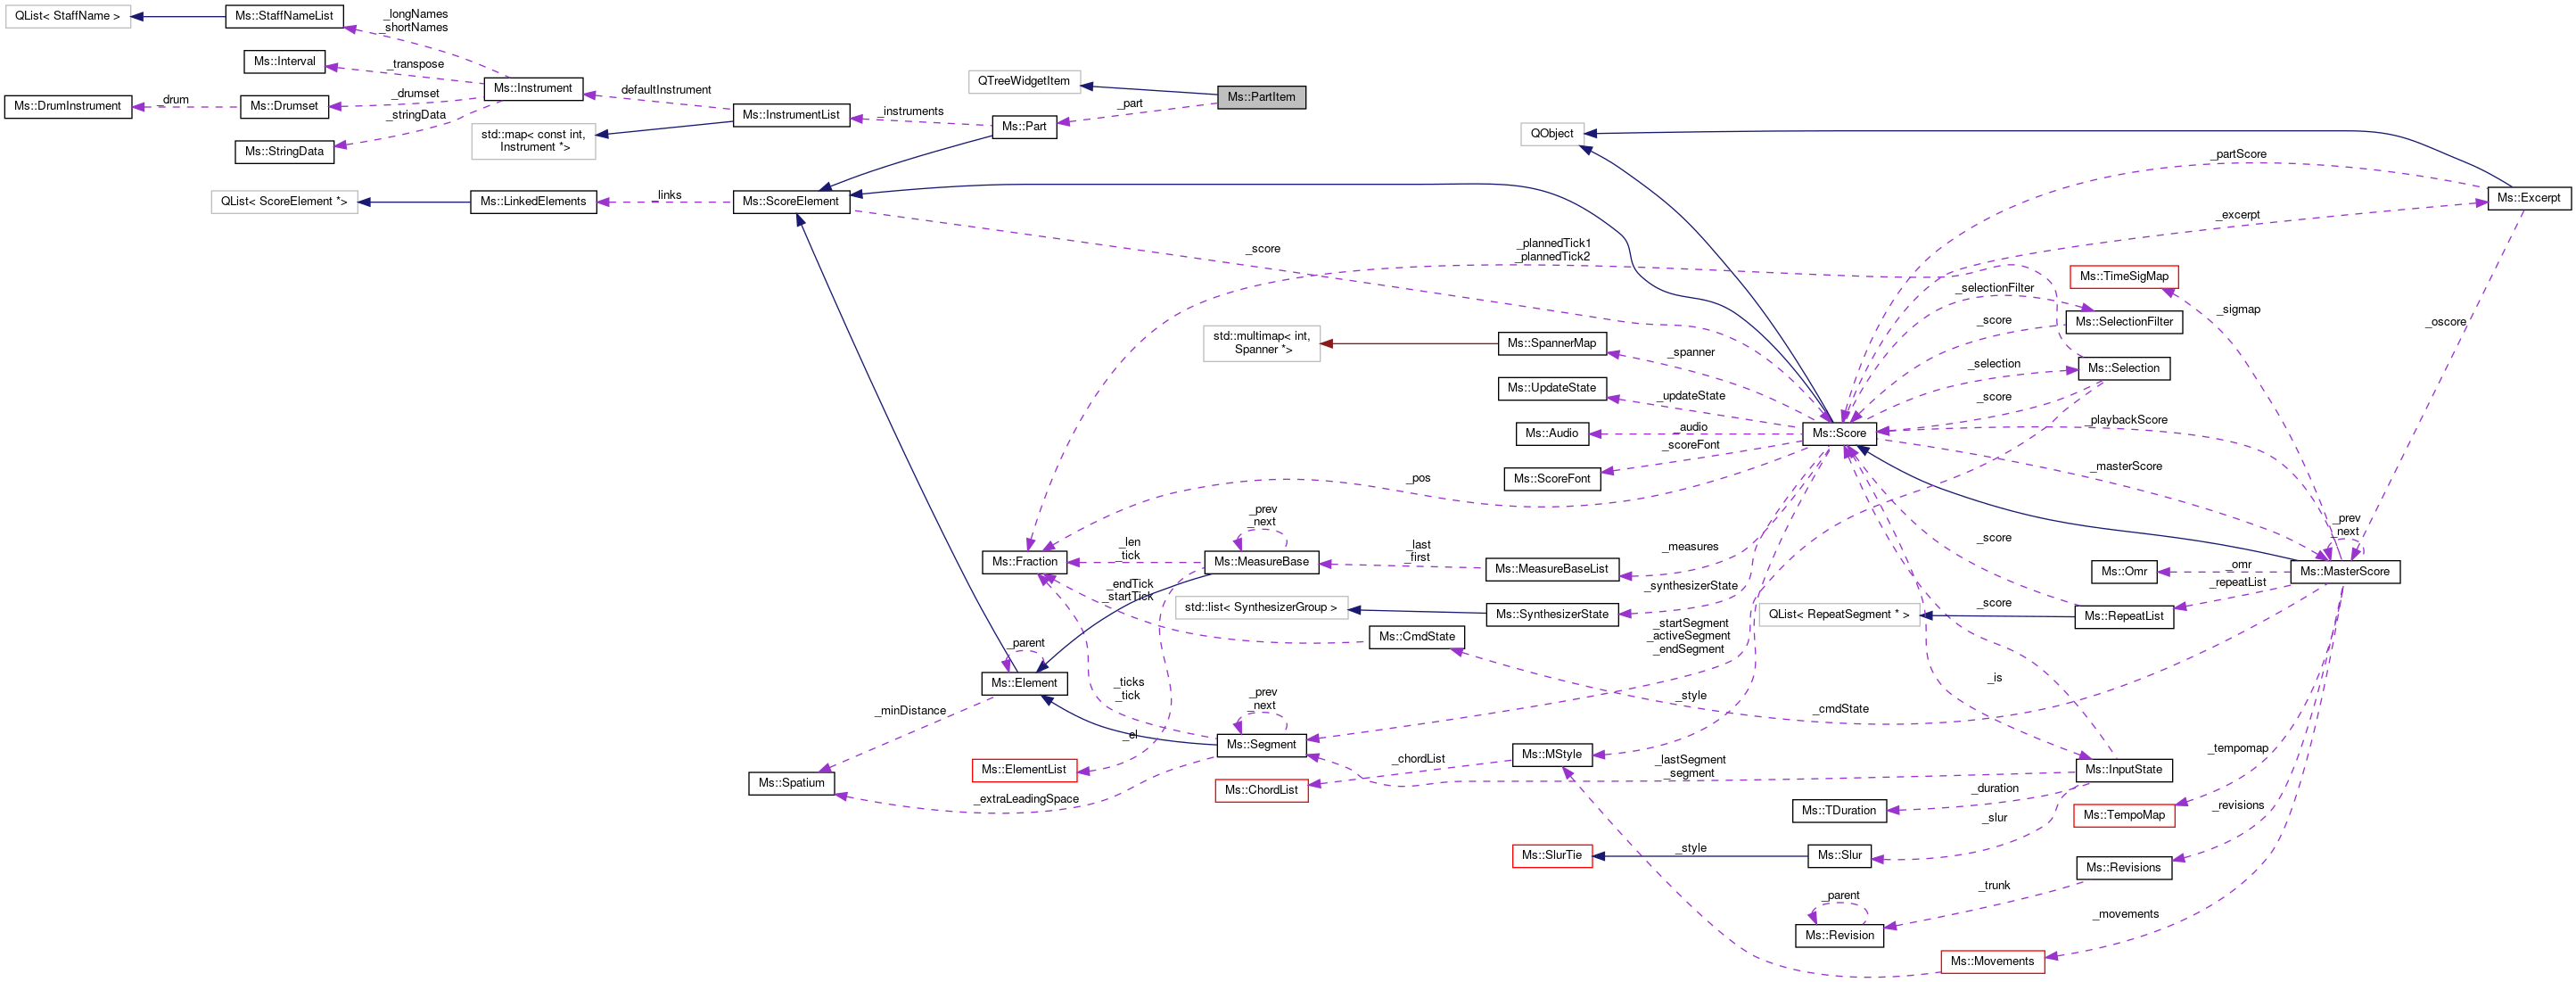 QList< StaffName >
Ms::StaffNameList
_longNames
_shortNames
Ms::Interval
_transpose
Ms::Instrument
Ms::DrumInstrument
_drum
Ms::Drumset
_drumset
_stringData
Ms::StringData
defaultInstrument
std::map< const int,
Instrument *>
Ms::InstrumentList
_instruments
QTreeWidgetItem
Ms::PartItem
_part
Ms::Part
QList< ScoreElement *>
Ms::LinkedElements
_links
Ms::ScoreElement
QObject
_partScore
Ms::Excerpt
_excerpt
_score
_plannedTick1
_plannedTick2
Ms::TimeSigMap
_selectionFilter
_sigmap
_oscore
Ms::SelectionFilter
_score
std::multimap< int,
Spanner *>
Ms::SpannerMap
_spanner
_selection
Ms::Selection
Ms::UpdateState
_updateState
_score
_playbackScore
Ms::Audio
_audio
Ms::Score
_scoreFont
Ms::ScoreFont
_masterScore
_pos
_prev
_next
_prev
_next
Ms::Fraction
_len
_tick
Ms::MeasureBase
_last
_first
Ms::MeasureBaseList
_measures
_score
Ms::Omr
_omr
Ms::MasterScore
_endTick
_startTick
_synthesizerState
_repeatList
std::list< SynthesizerGroup >
Ms::SynthesizerState
QList< RepeatSegment * >
_score
Ms::RepeatList
Ms::CmdState
_startSegment
_activeSegment
_endSegment
_parent
Ms::Element
_ticks
_tick
_prev
_next
_style
_is
_minDistance
_cmdState
_el
Ms::Segment
Ms::MStyle
_tempomap
Ms::Spatium
Ms::ElementList
_chordList
_lastSegment
_segment
Ms::InputState
Ms::ChordList
_extraLeadingSpace
_duration
Ms::TDuration
_slur
Ms::TempoMap
_revisions
Ms::SlurTie
_style
Ms::Slur
Ms::Revisions
_trunk
_parent
Ms::Revision
_movements
Ms::Movements